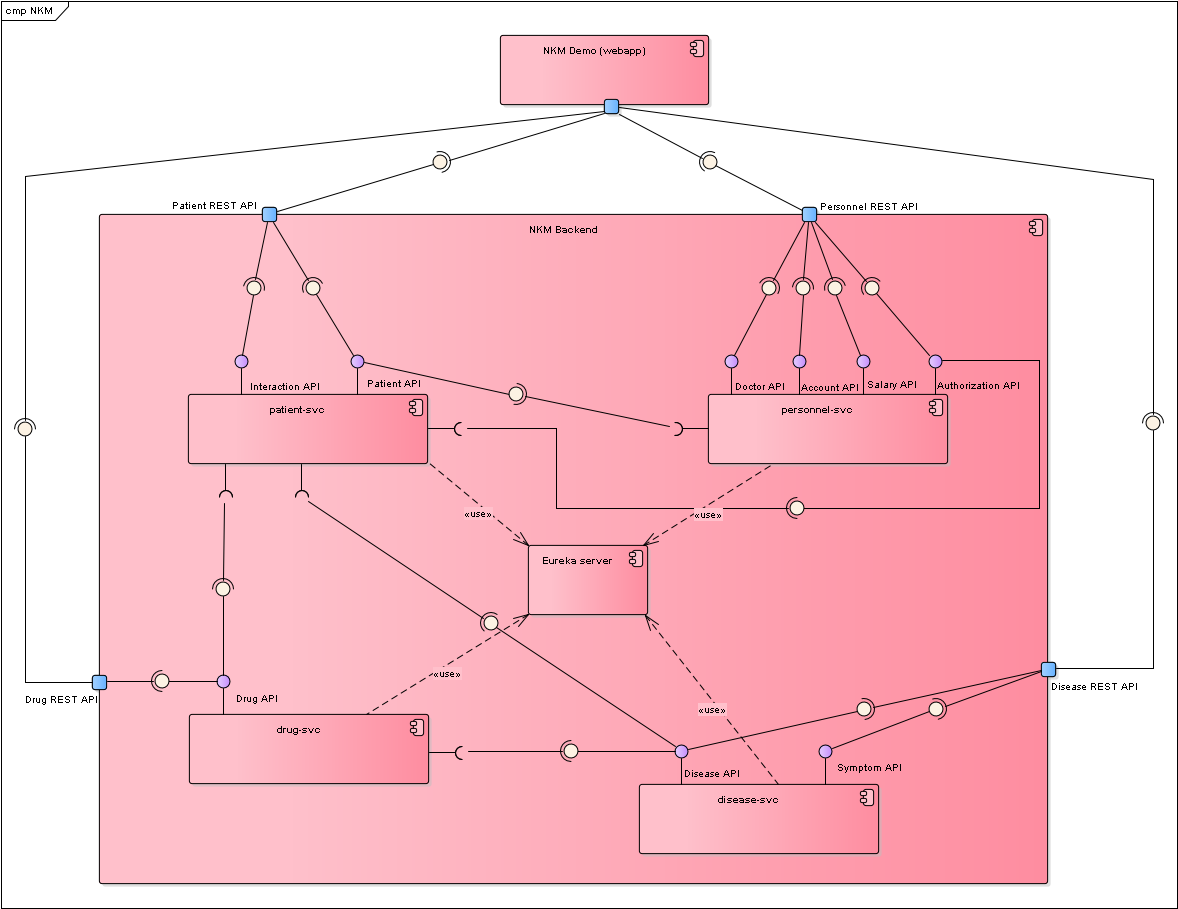 cmp NKM
NKM Demo (webapp)
Patient REST API
Personnel REST API
NKM Backend
Interaction API
Patient API
Doctor API
Account API
Salary API
Authorization API
patient-svc
personnel-svc
«use»
«use»
Eureka server
«use»
Drug REST API
Drug API
Disease REST API
«use»
drug-svc
Disease API
Symptom API
disease-svc